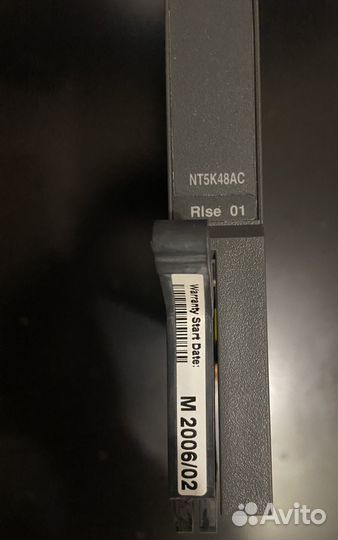 NT5K48AC
Rlse 01
Warranty Start Date:
M 2006/02
Avito